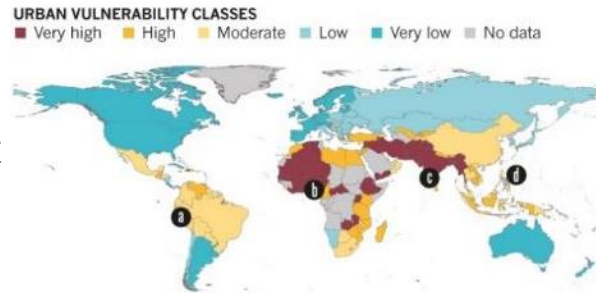 URBAN VULNERABILITY CLASSES
Very high High Moderate Low Very low No data
a b c d